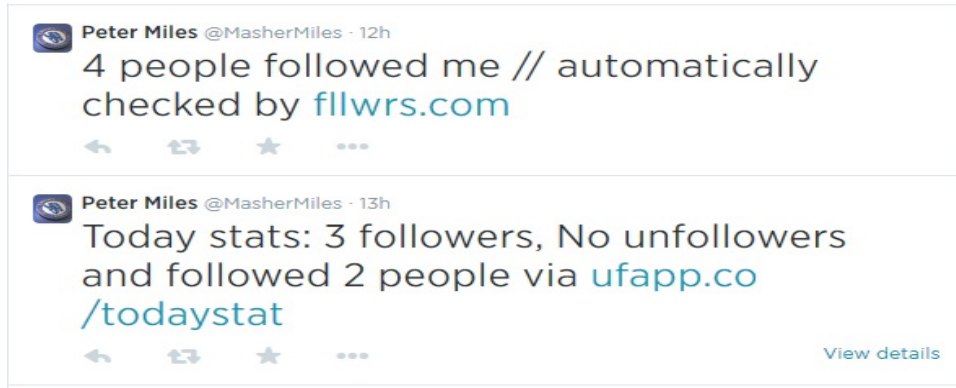 Peter Miles @MasherMiles · 12h
4 people followed me // automatically
checked by fllwrs.com
Peter Miles @MasherMiles · 13h
Today stats: 3 followers, No unfollowers
and followed 2 people via ufapp.co
/todaystat
View details